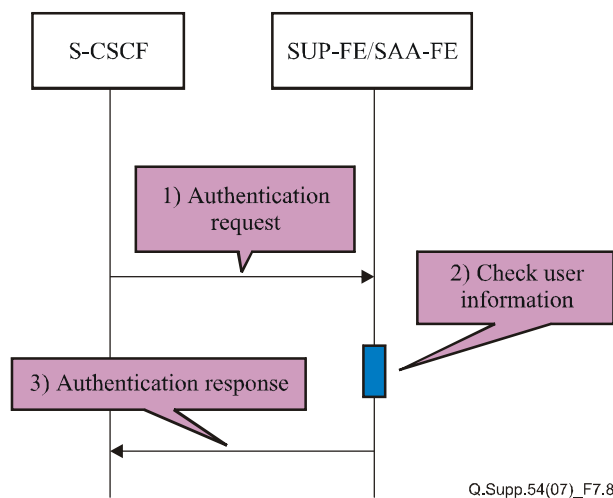 S-CSCF
SUP-FE/SAA-FE
1) Authentication
request
2) Check user
information
3) Authentication response
Q.Supp.54(07)_F7.8